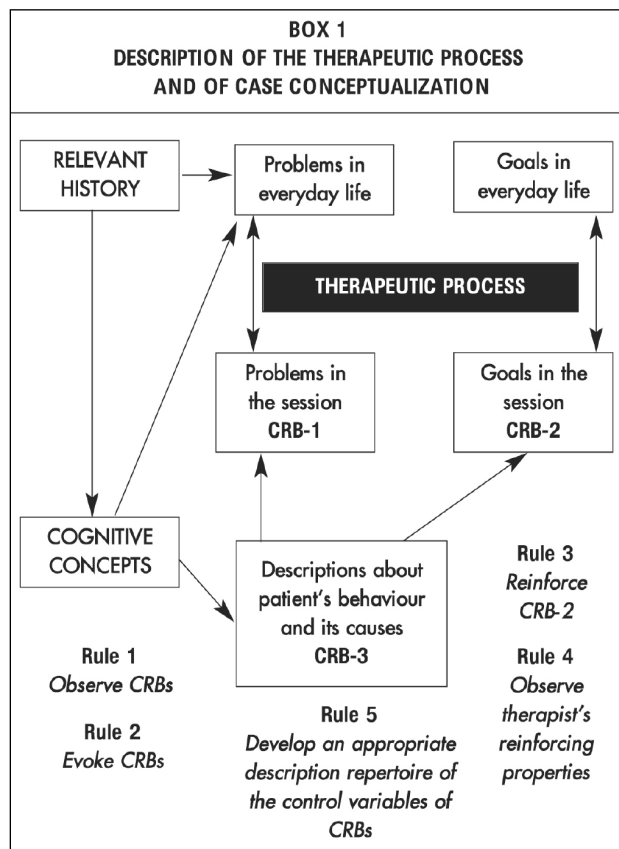 BOX 1
DESCRIPTION OF THE THERAPEUTIC PROCESS
AND OF CASE CONCEPTUALIZATION
RELEVANT
HISTORY
Problems in
everyday life
Goals in
everyday life
THERAPEUTIC PROCESS
Problems in
the session
CRB-1
Goals in the
session
CRB-2
COGNITIVE
CONCEPTS
Descriptions about
patient's behaviour
and its causes
CRB-3
Rule 3
Reinforce
CRB-2
Rule 1
Observe CRBs
Rule 2
Evoke CRBs
Rule 5
Develop an appropriate
description repertoire of
the control variables of
CRBs
Rule 4
Observe
therapist's
reinforcing
properties